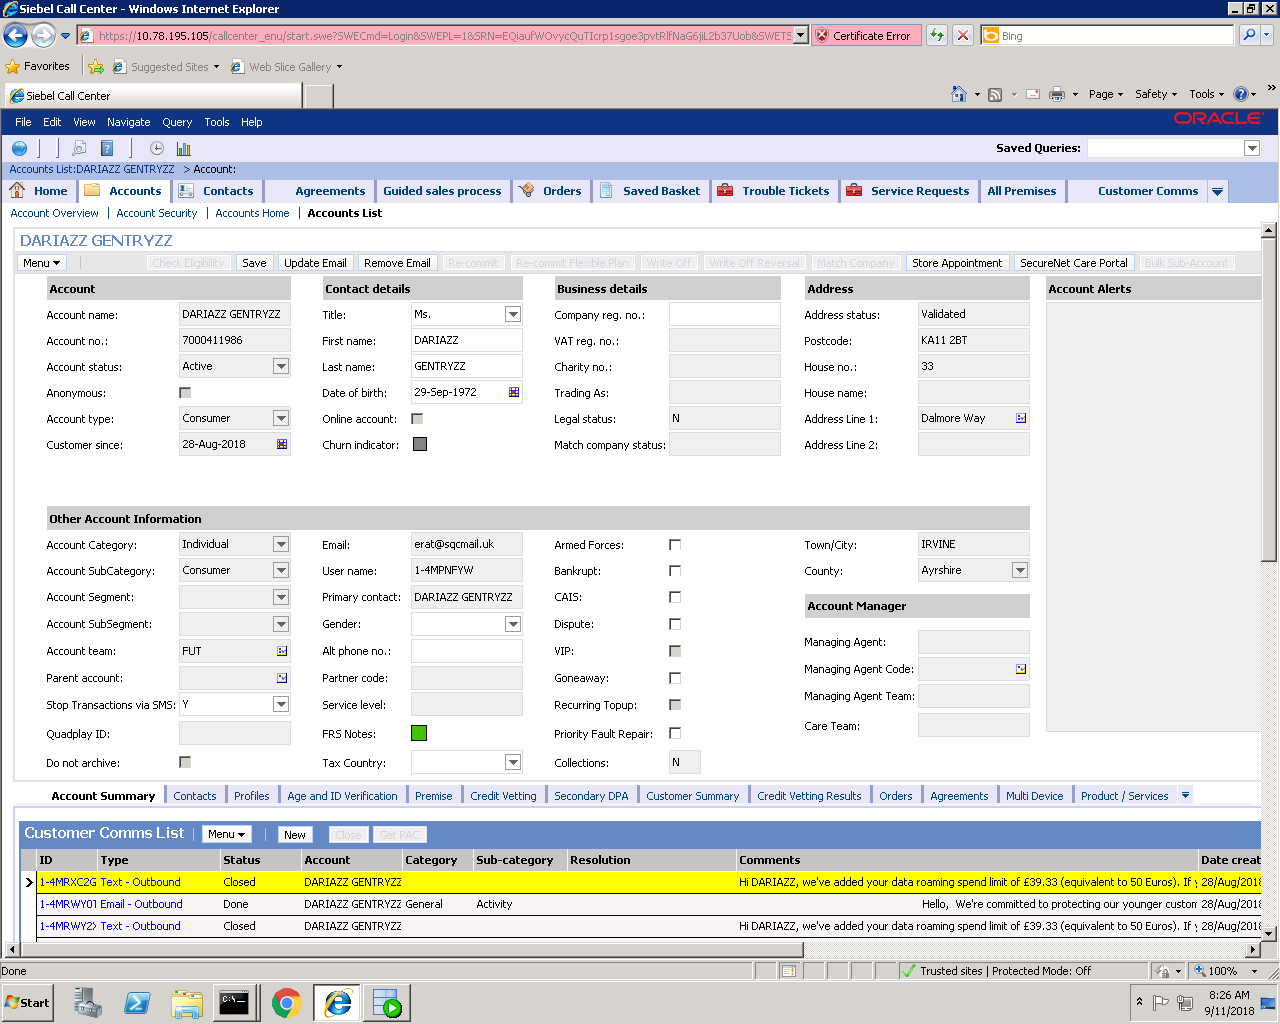 Siebel Call Center - Windows Internet Explorer
https://10.78.195.105/callcenter_enu/start.swe?SWECmd=Login&SWEPL=1&SRN=EQiaufWOvycQuTIcrp1sgoe3pvtRlfNaG6jiL2b37Uob&SWETS
Certificate Error
Bing
Favorites
Suggested Sites
Web Slice Gallery
Siebel Call Center
Page Safety Tools
File Edit View Navigate Query Tools Help
ORACLE
Saved Queries:
Accounts List:DARIAZZ GENTRYZZ > Account:
Home Accounts Contacts Agreements Guided sales process Orders Saved Basket Trouble Tickets Service Requests All Premises Customer Comms
Account Overview | Account Security | Accounts Home | Accounts List
DARIAZZ GENTRYZZ
Menu Check Eligibility Save Update Email Remove Email Re-commit Re-commit Flexible Plan Write Off Write Off Reversal Match Company Store Appointment SecureNet Care Portal Bulk Sub-Account
Account Contact details Business details Address Account Alerts
Account name: DARIAZZ GENTRYZZ Title: Ms. Company reg. no.: Address status: Validated
Account no.: 7000411986 First name: DARIAZZ VAT reg. no.: Postcode: KA11 2BT
Account status: Active Last name: GENTRYZZ Charity no.: House no.: 33
Anonymous: Date of birth: 29-Sep-1972 Trading As: House name:
Account type: Consumer Online account: Legal status: N Address Line 1: Dalmore Way
Customer since: 28-Aug-2018 Churn indicator: Match company status: Address Line 2:
Other Account Information
Account Category: Individual Email: erat@sqcmail.uk Armed Forces: Town/City: IRVINE
Account SubCategory: Consumer User name: 1-4MPNFYW Bankrupt: County: Ayrshire
Account Segment: Primary contact: DARIAZZ GENTRYZZ CAIS: Account Manager
Account SubSegment: Gender: Dispute:
Account team: FUT Alt phone no.: VIP: Managing Agent:
Parent account: Partner code: Goneaway: Managing Agent Code:
Stop Transactions via SMS: Y Service level: Recurring Topup: Managing Agent Team:
Quadplay ID: FRS Notes: Priority Fault Repair: Care Team:
Do not archive: Tax Country: Collections: N
Account Summary Contacts Profiles Age and ID Verification Premise Credit Vetting Secondary DPA Customer Summary Credit Vetting Results Orders Agreements Multi Device Product / Services
Customer Comms List Menu New Close Get PAC
ID Type Status Account Category Sub-category Resolution Comments Date creat
1-4MRXC2G Text - Outbound Closed DARIAZZ GENTRYZZ Hi DARIAZZ, we've added your data roaming spend limit of £39.33 (equivalent to 50 Euros). If y 28/Aug/2018
1-4MRWY01 Email - Outbound Done DARIAZZ GENTRYZZ General Activity Hello, We're committed to protecting our younger custom 28/Aug/2018
1-4MRWY2X Text - Outbound Closed DARIAZZ GENTRYZZ Hi DARIAZZ, we've added your data roaming spend limit of £39.33 (equivalent to 50 Euros). If y 28/Aug/2018
Done
Trusted sites | Protected Mode: Off
100%
Start
8:26 AM
9/11/2018